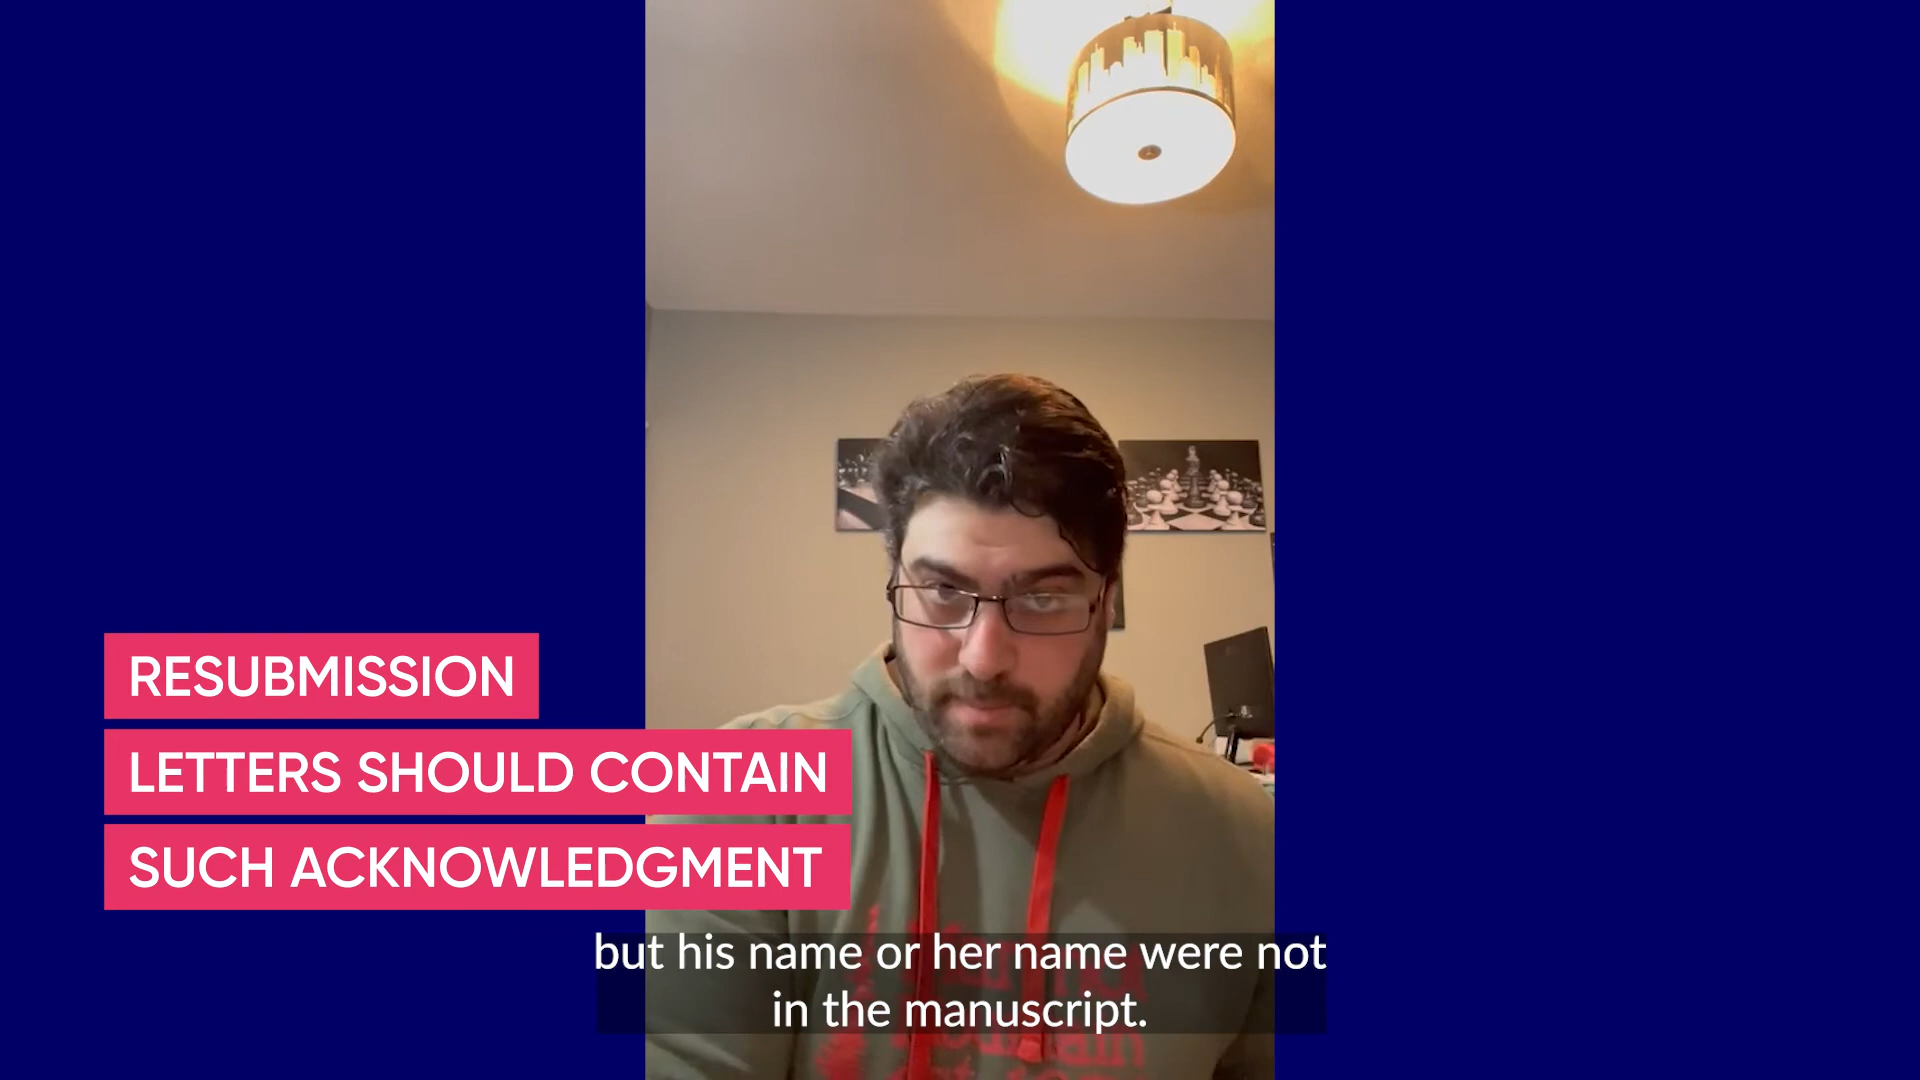 RESUBMISSION
LETTERS SHOULD CONTAIN
SUCH ACKNOWLEDGMENT
but his name or her name were not
in the manuscript.